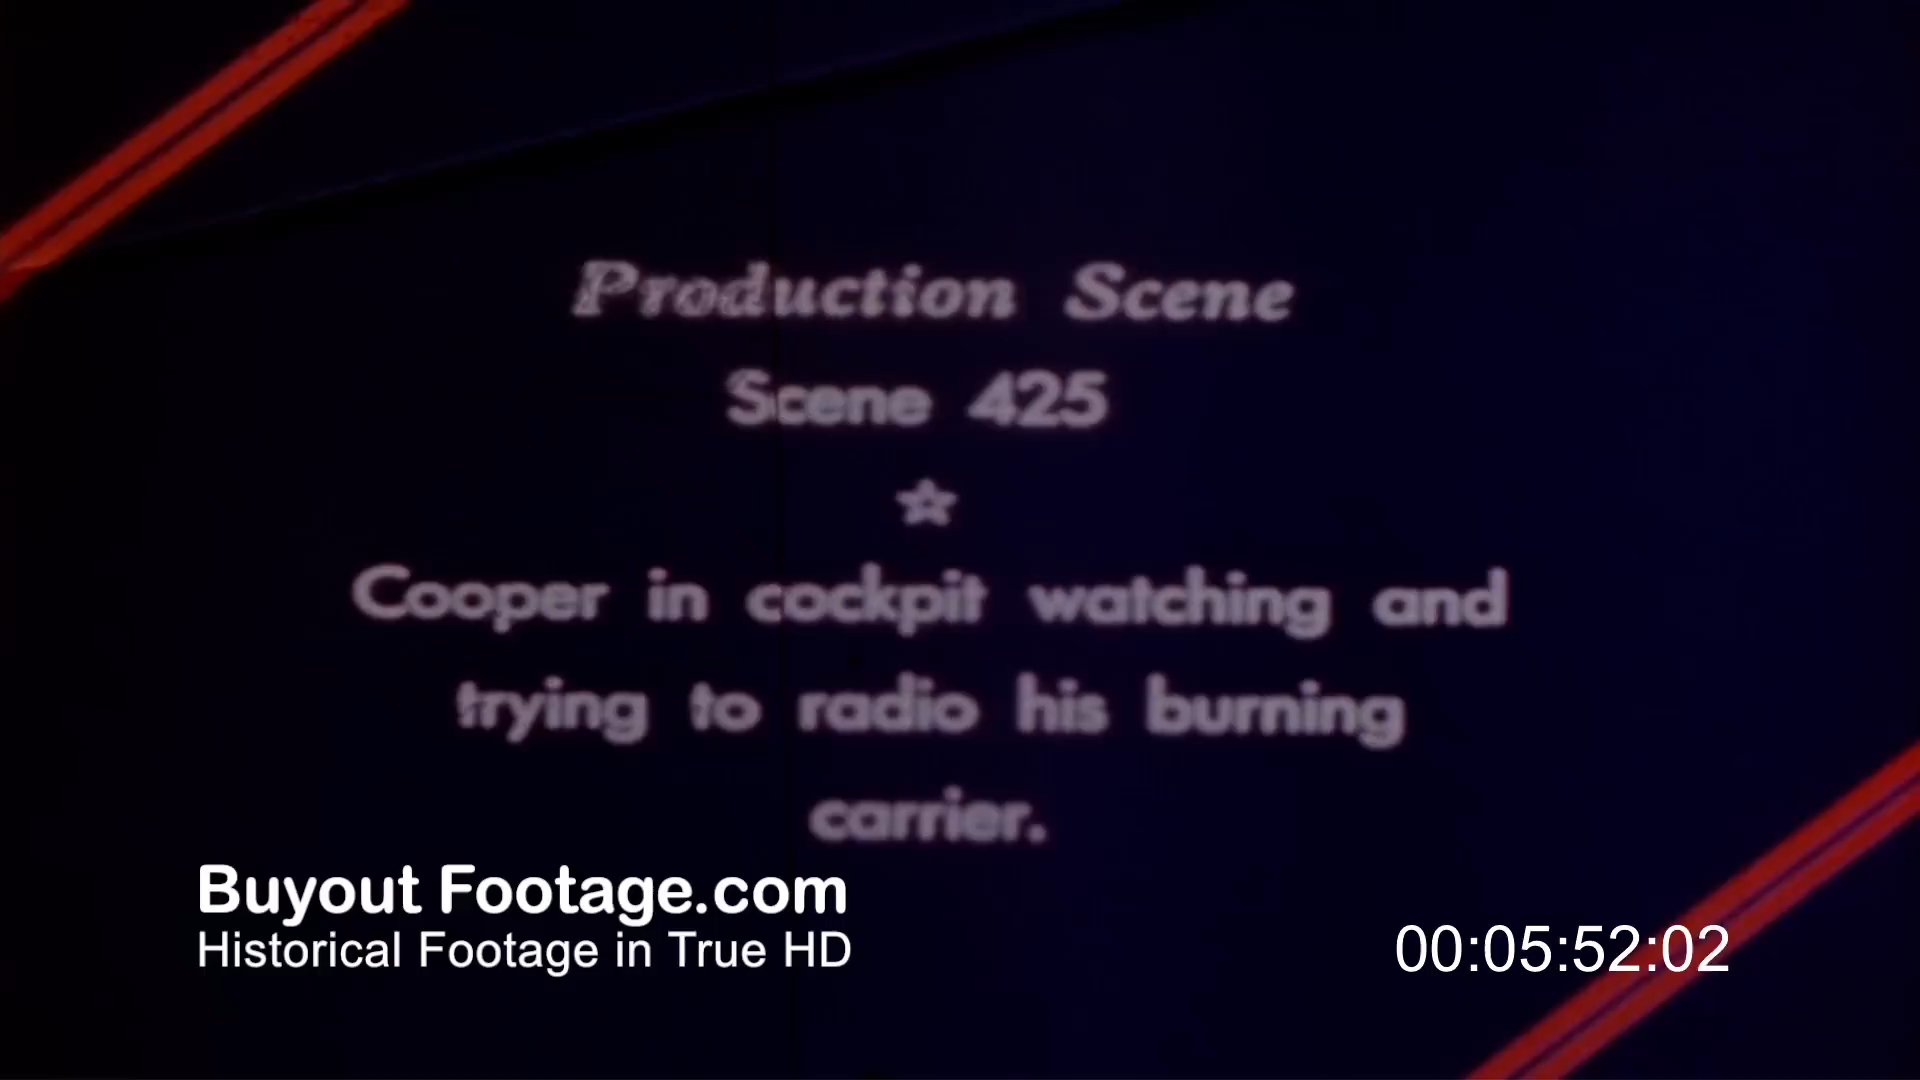 Production Scene
Scene 425
Cooper in cockpit watching and
trying to radio his burning
carrier.
Buyout Footage.com
Historical Footage in True HD
00:05:52:02